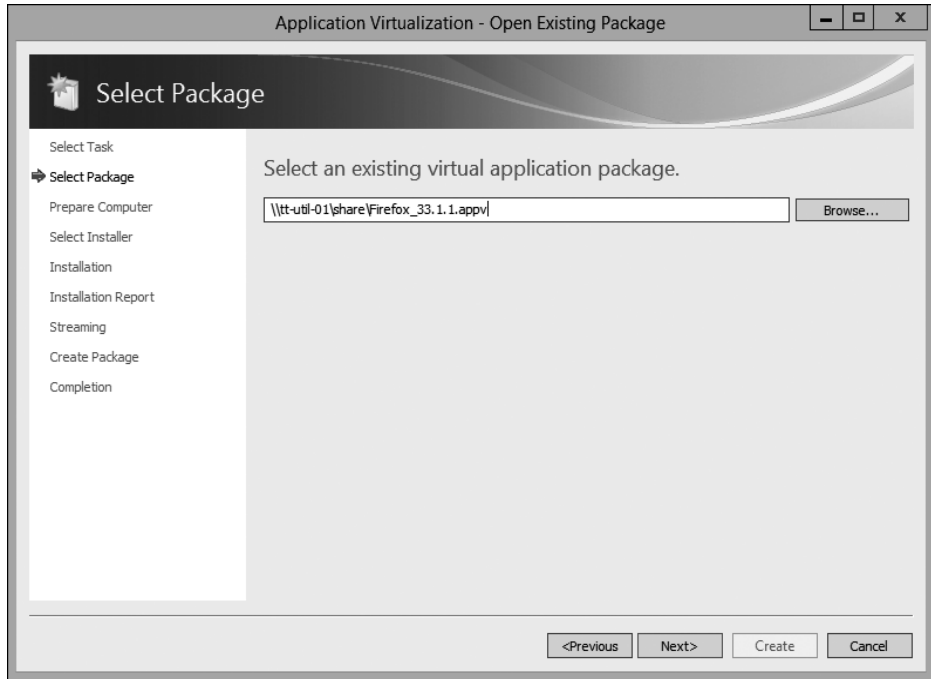 Application Virtualization - Open Existing Package
Select Package
Select Task
Select Package
Prepare Computer
Select Installer
Installation
Installation Report
Streaming
Create Package
Completion
Select an existing virtual application package.
\\tt-util-01\share\Firefox_33.1.1.appv
Browse...
<Previous
Next>
Create
Cancel